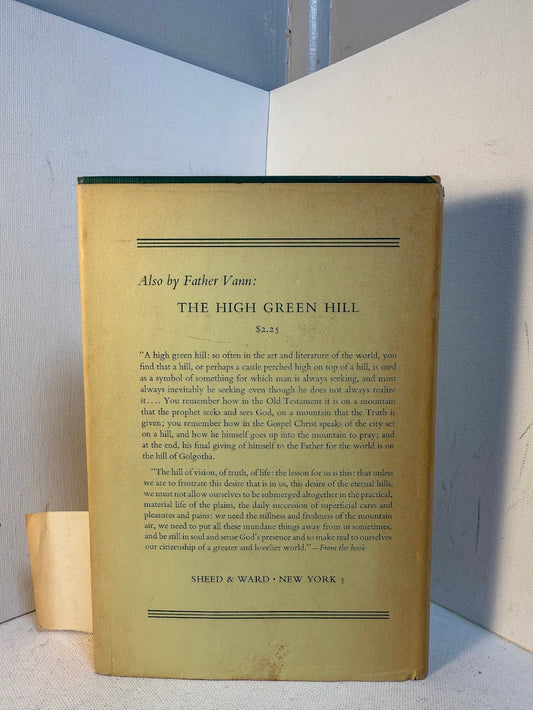 Also by Father Vann:
THE HIGH GREEN HILL
$2.25
"A high green hill: so often in the art and literature of the world, you
find that a hill, or perhaps a castle perched high on top of a hill, is used
as a symbol of something for which man is always seeking, and must
always inevitably be seeking even though he does not always realize
it.... You remember how in the Old Testament it is on a mountain
that the prophet seeks and sees God, on a mountain that the Truth is
given; you remember how in the Gospel Christ speaks of the city set
on a hill, and how he himself goes up into the mountain to pray; and
at the end, his final giving of himself to the Father for the world is on
the hill of Golgotha.
"The hill of vision, of truth, of life: the lesson for us is this: that unless
we are to frustrate this desire that is in us, this desire of the eternal hills,
we must not allow ourselves to be submerged altogether in the practical,
material life of the plains, the daily succession of superficial cares and
pleasures and pains: we need the stillness and freshness of the mountain
air, we need to put all these mundane things away from us sometimes,
and be still in soul and sense God's presence and so make real to ourselves
our citizenship of a greater and lovelier world."—From the book
SHEED & WARD • NEW YORK 3